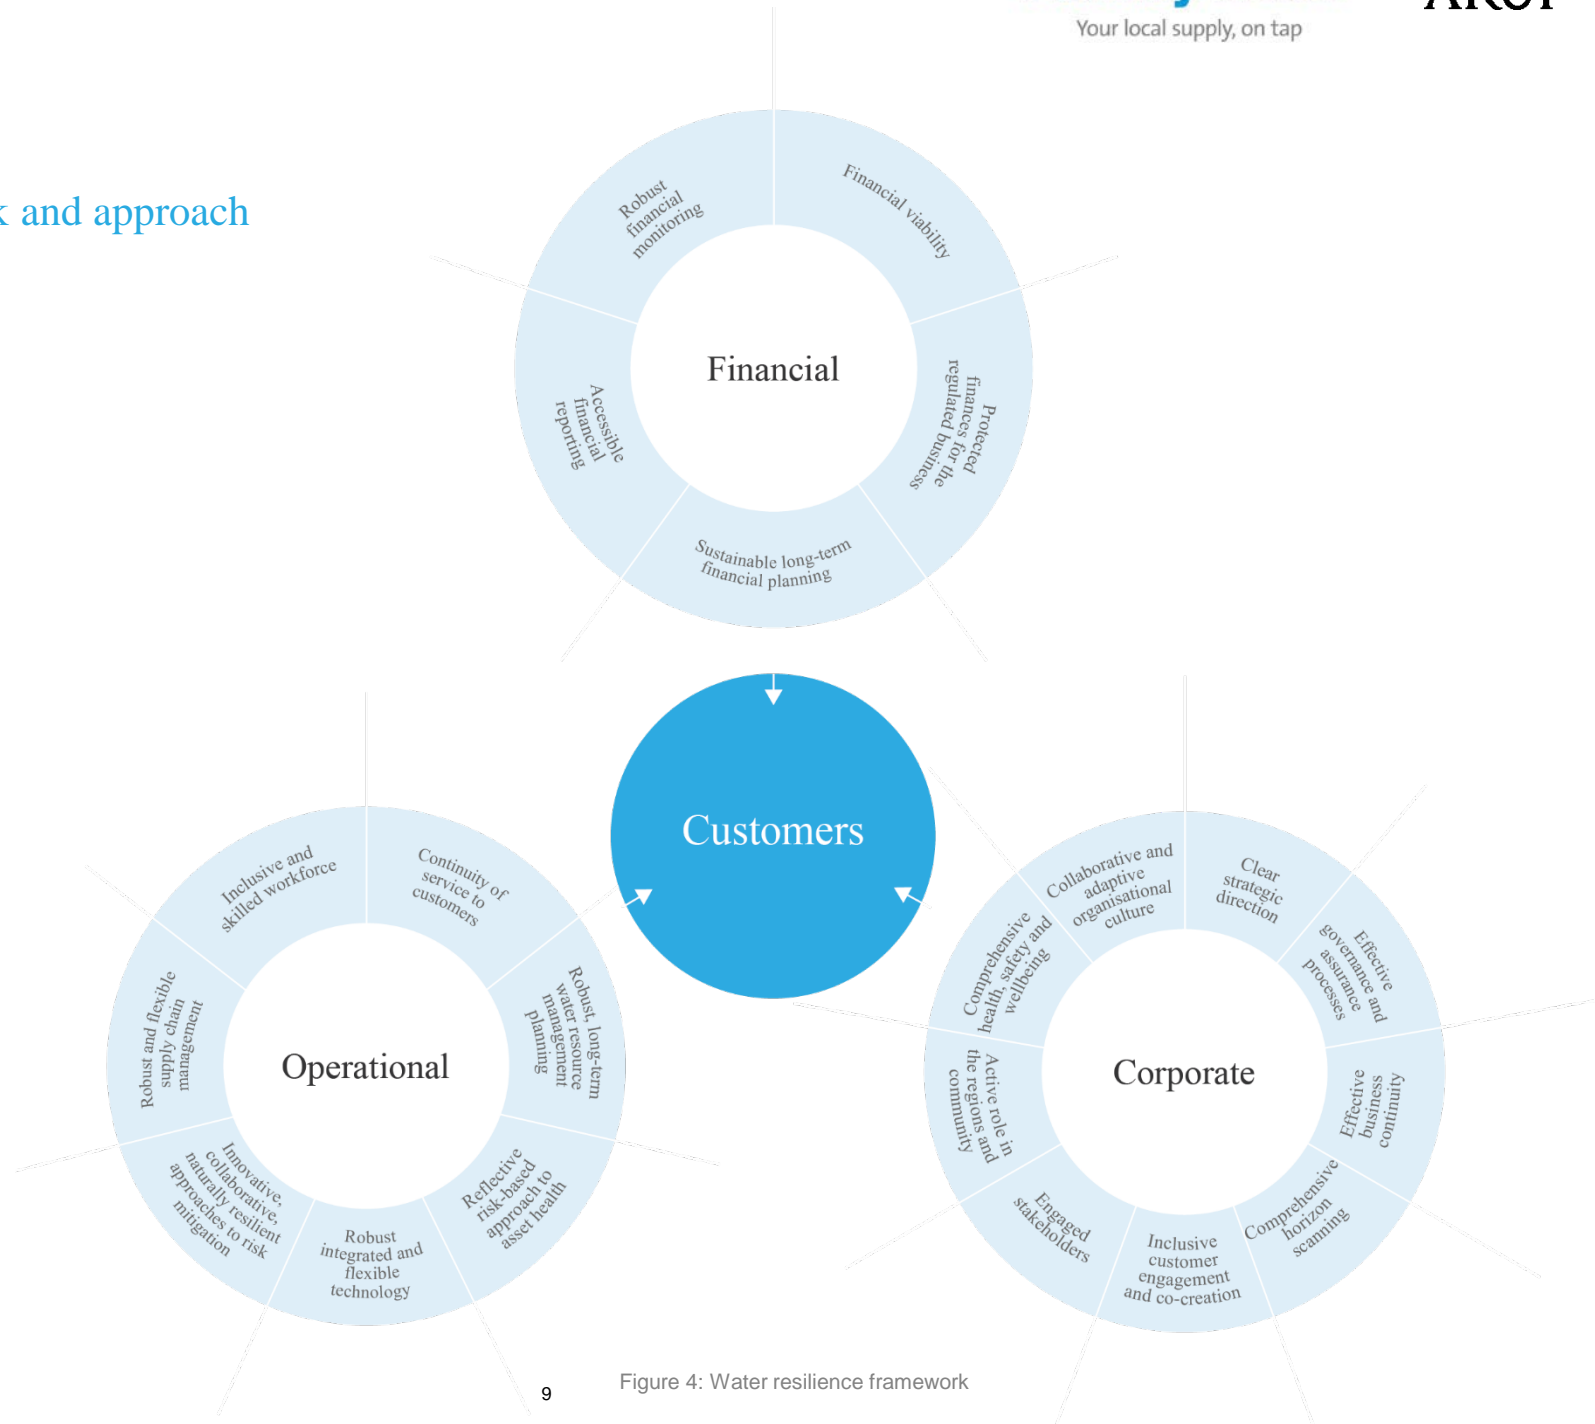 Your local supply, on tap
and approach
Robust
financial
monitoring
Financial viability
Protected
finances for the
regulated business
Sustainable long-term
financial planning
Accessible
financial
reporting
Financial
Customers
Inclusive and
skilled workforce
Continuity of
service to
customers
Robust, long-term
water resource
management
planning
Reflective
risk-based
approach to
asset health
Robust
integrated and
flexible
technology
Innovative,
collaborative,
naturally resilient
approaches to risk
mitigation
Robust and flexible
supply chain
management
Operational
Collaborative and
adaptive
organisational
culture
Clear
strategic
direction
Effective
governance and
assurance
processes
Effective
business
continuity
Comprehensive
horizon
scanning
Inclusive
customer
engagement
and co-creation
Engaged
stakeholders
Active role in
the regions and
community
Comprehensive
health, safety and
wellbeing
Corporate
Figure 4: Water resilience framework
9